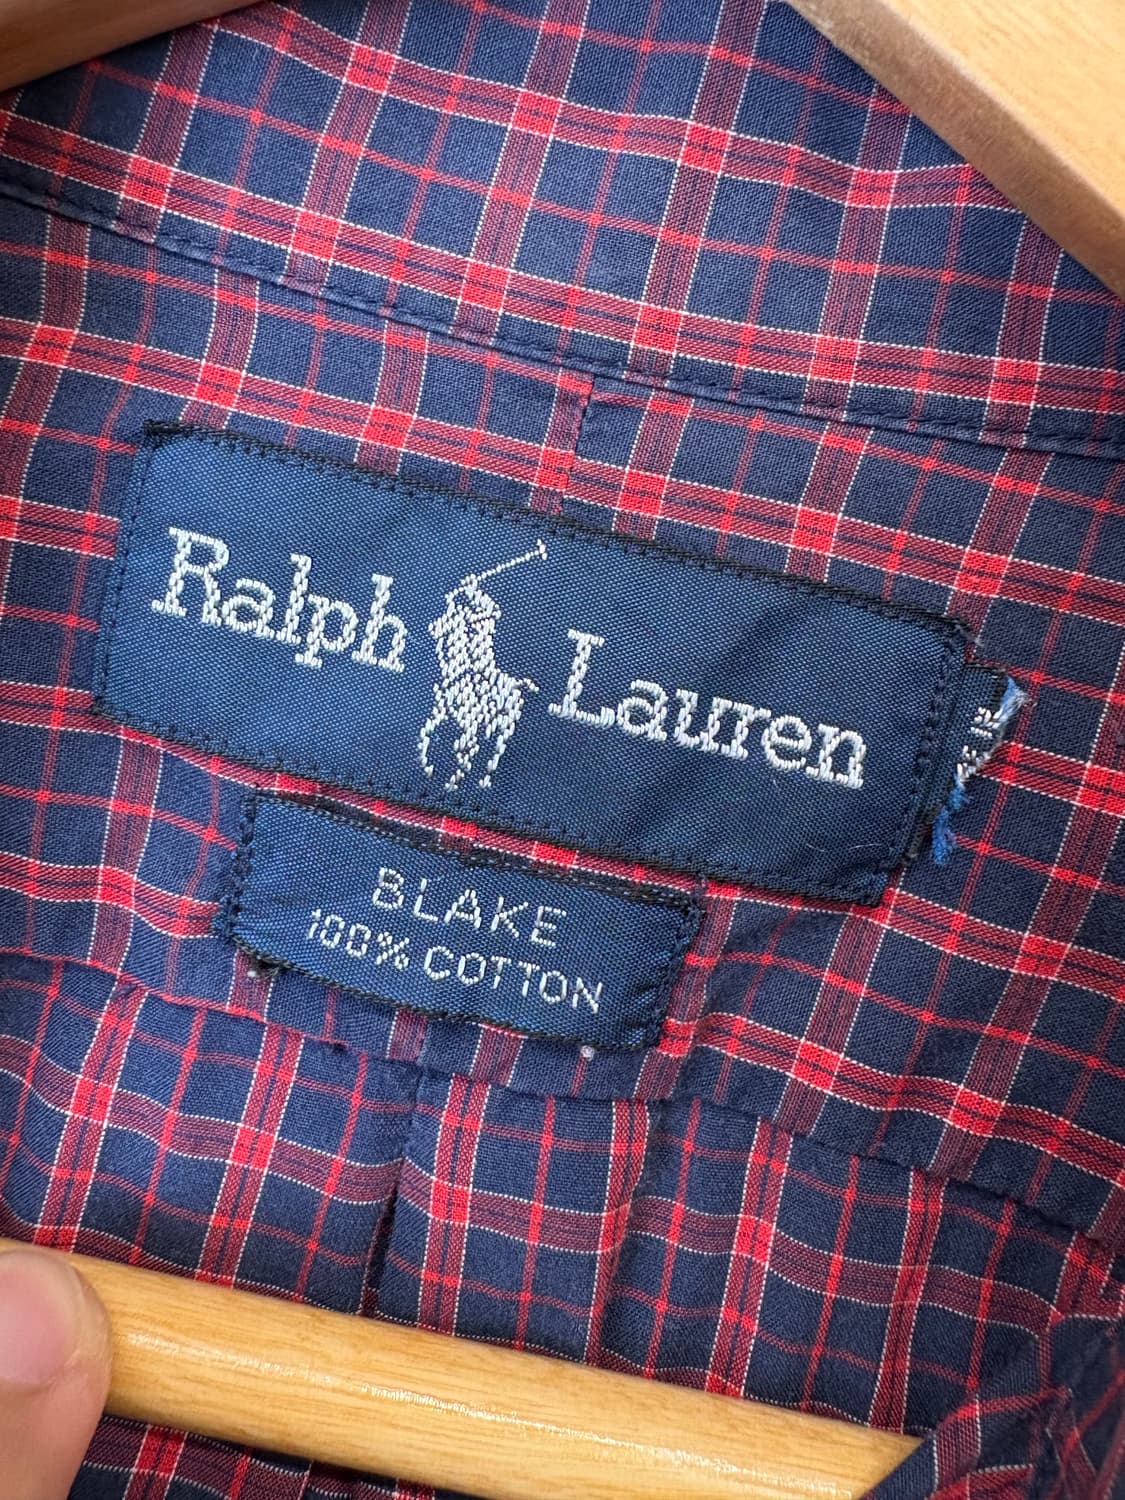 Ralph Lauren
BLAKE
100% COTTON